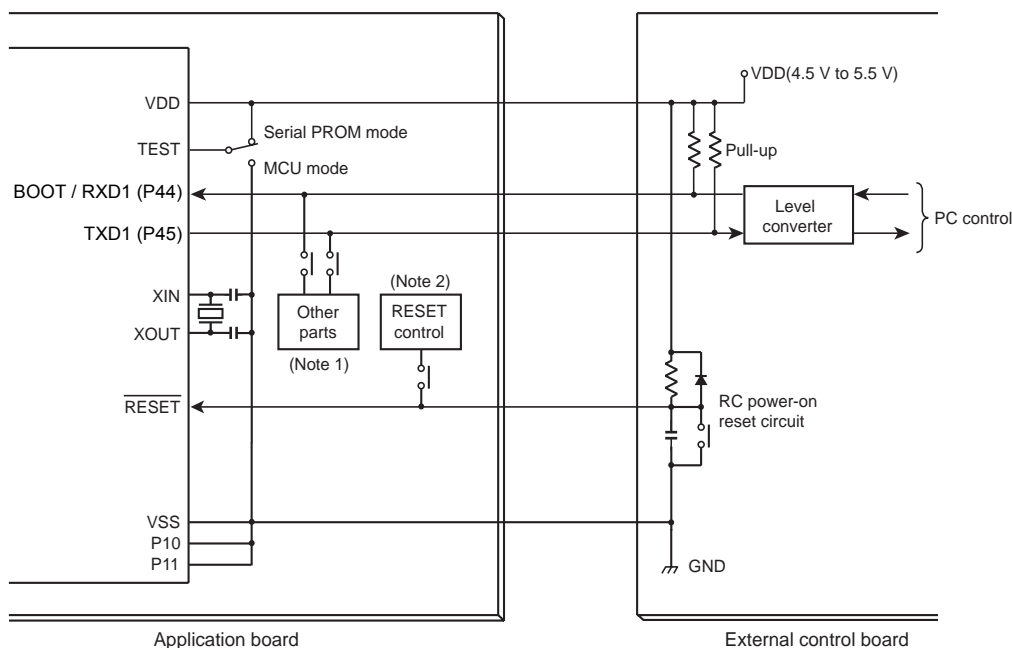 VDD(4.5 V to 5.5 V)
VDD
Serial PROM mode
TEST
Pull-up
MCU mode
BOOT / RXD1 (P44)
Level
converter
PC control
TXD1 (P45)
(Note 2)
XIN
Other
parts
RESET
control
XOUT
(Note 1)
RESET
RC power-on
reset circuit
VSS
P10
P11
GND
Application board
External control board